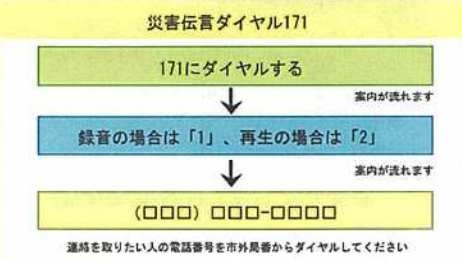 災害伝言ダイヤル171
171にダイヤルする
案内が流れます
録音の場合は「1」、再生の場合は「2」
案内が流れます
(□□□) □□□-□□□□
連絡を取りたい人の電話番号を市外局番からダイヤルしてください